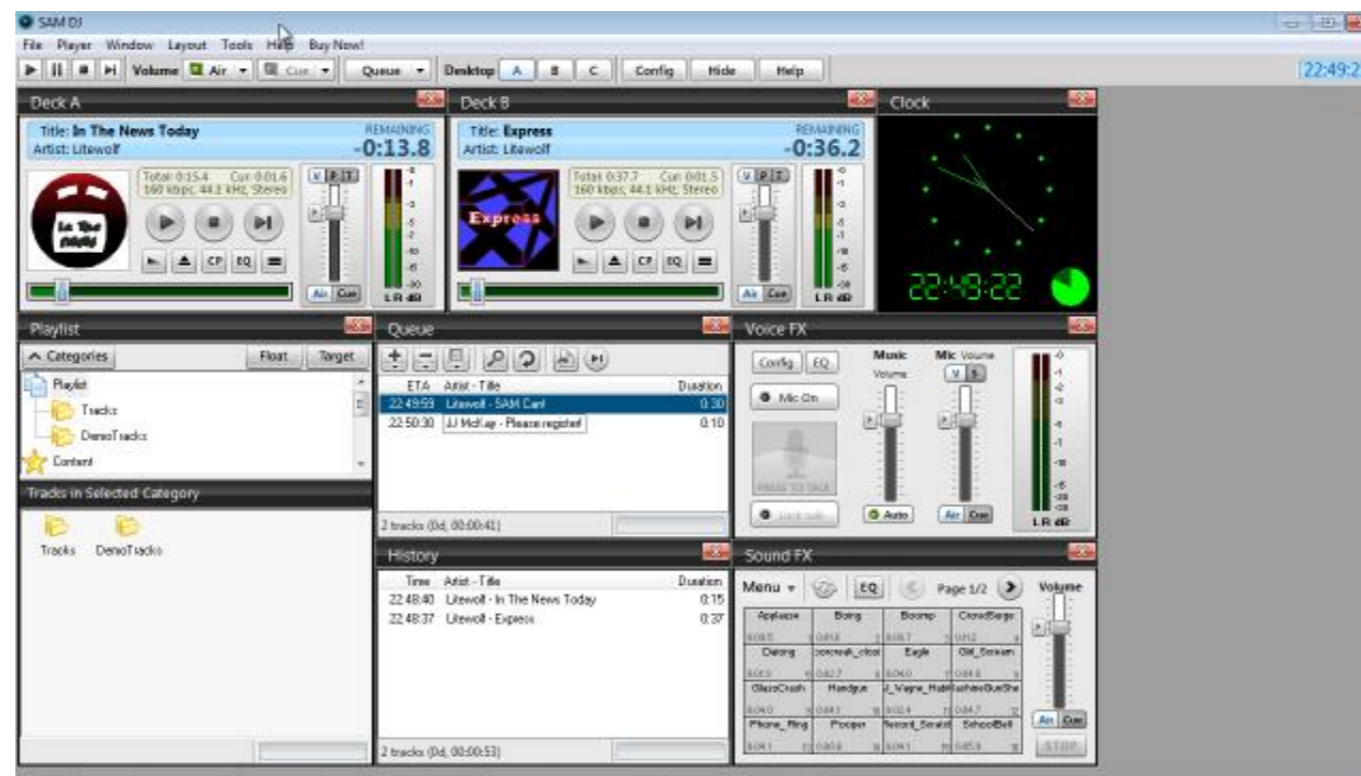 SAM DJ
File Player Window Layout Tools Help Buy Now!
Volume Air Cue Queue Desktop A B C Config Hide Help
22:49:2
Deck A
Title: In The News Today
Artist: Litewolf
REMAINING
-0:13.8
Total: 0:15.4 Cur: 0:01.6
160 kbps, 44.1 kHz, Stereo
V P T
In The
CP EQ
Air Cue
L R dB
Deck B
Title: Express
Artist: Litewolf
REMAINING
-0:36.2
Total: 0:37.7 Cur: 0:01.5
160 kbps, 44.1 kHz, Stereo
V P T
Express
CP EQ
Air Cue
L R dB
Clock
22:49:22
Playlist
Categories Float Target
Playlist
Tracks
DemoTracks
Content
Tracks in Selected Category
Tracks DemoTracks
Queue
ETA Artist - Title Duration
22:49:59 Litewolf - SAM Cart! 0:30
22:50:30 JJ McKay - Please register! 0:10
2 tracks (0d, 00:00:41)
History
Time Artist - Title Duration
22:48:40 Litewolf - In The News Today 0:15
22:48:37 Litewolf - Express 0:37
2 tracks (0d, 00:00:53)
Voice FX
Config EQ
Music Volume
Mic Volume
V S
Mic On
PRESS TO TALK
Auto
Air Cue
L R dB
Sound FX
Menu EQ Page 1/2 Volume
Applause Boing Boomp CrowdSurge
Datong Eagle GM_Scream
GlassCrash Handgun
Phone_Ring Pooper SchoolBell
Air Cue
STOP